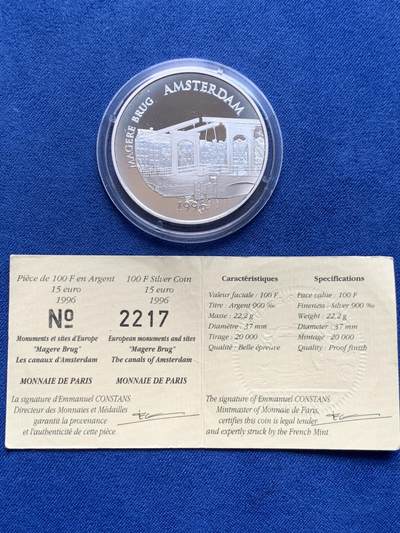 MAGERE BRUG AMSTERDAM
1996
Pièce de 100 F en Argent
15 euro
1996
100 F Silver Coin
15 euro
1996
Nº 2217
Monuments et sites d'Europe
"Magere Brug"
Les canaux d'Amsterdam
European monuments and sites
"Magere Brug"
The canals of Amsterdam
MONNAIE DE PARIS
MONNAIE DE PARIS
La signature d'Emmanuel CONSTANS
Directeur des Monnaies et Médailles
garantit la provenance
et l'authenticité de cette pièce
Caractéristiques
Valeur faciale : 100 F
Titre : Argent 900 ‰
Masse : 22,2 g
Diamètre : 37 mm
Tirage : 20 000
Qualité : Belle épreuve
Specifications
Face value : 100 F
Fineness : Silver 900 ‰
Weight : 22,2 g
Diameter : 37 mm
Mintage : 20 000
Quality : Proof finish
The signature of Emmanuel CONSTANS
Mintmaster of Monnaie de Paris,
certifies this coin is legal tender
and expertly struck by the French Mint